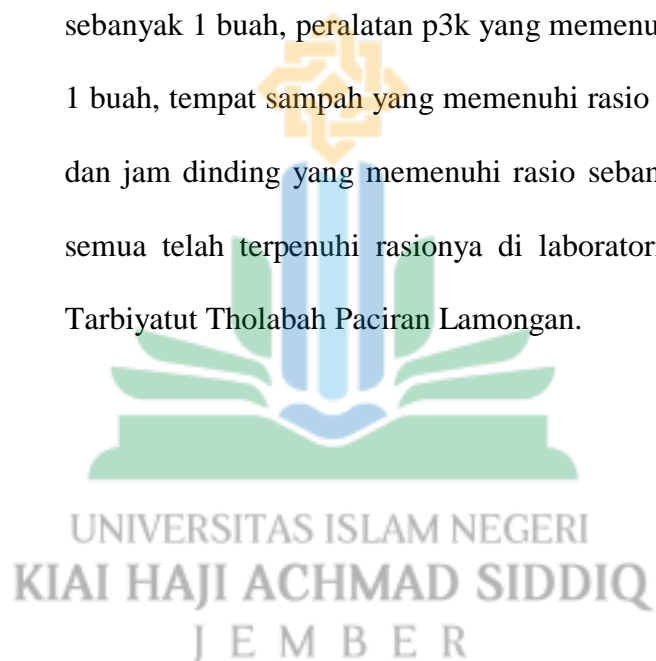 sebanyak 1 buah, peralatan p3k yang memenu
1 buah, tempat sampah yang memenuhi rasio
dan jam dinding yang memenuhi rasio seban
semua telah terpenuhi rasionya di laborator
Tarbiyatut Tholabah Paciran Lamongan.
UNIVERSITAS ISLAM NEGERI
KIAI HAJI ACHMAD SIDDIQ
JEMBER